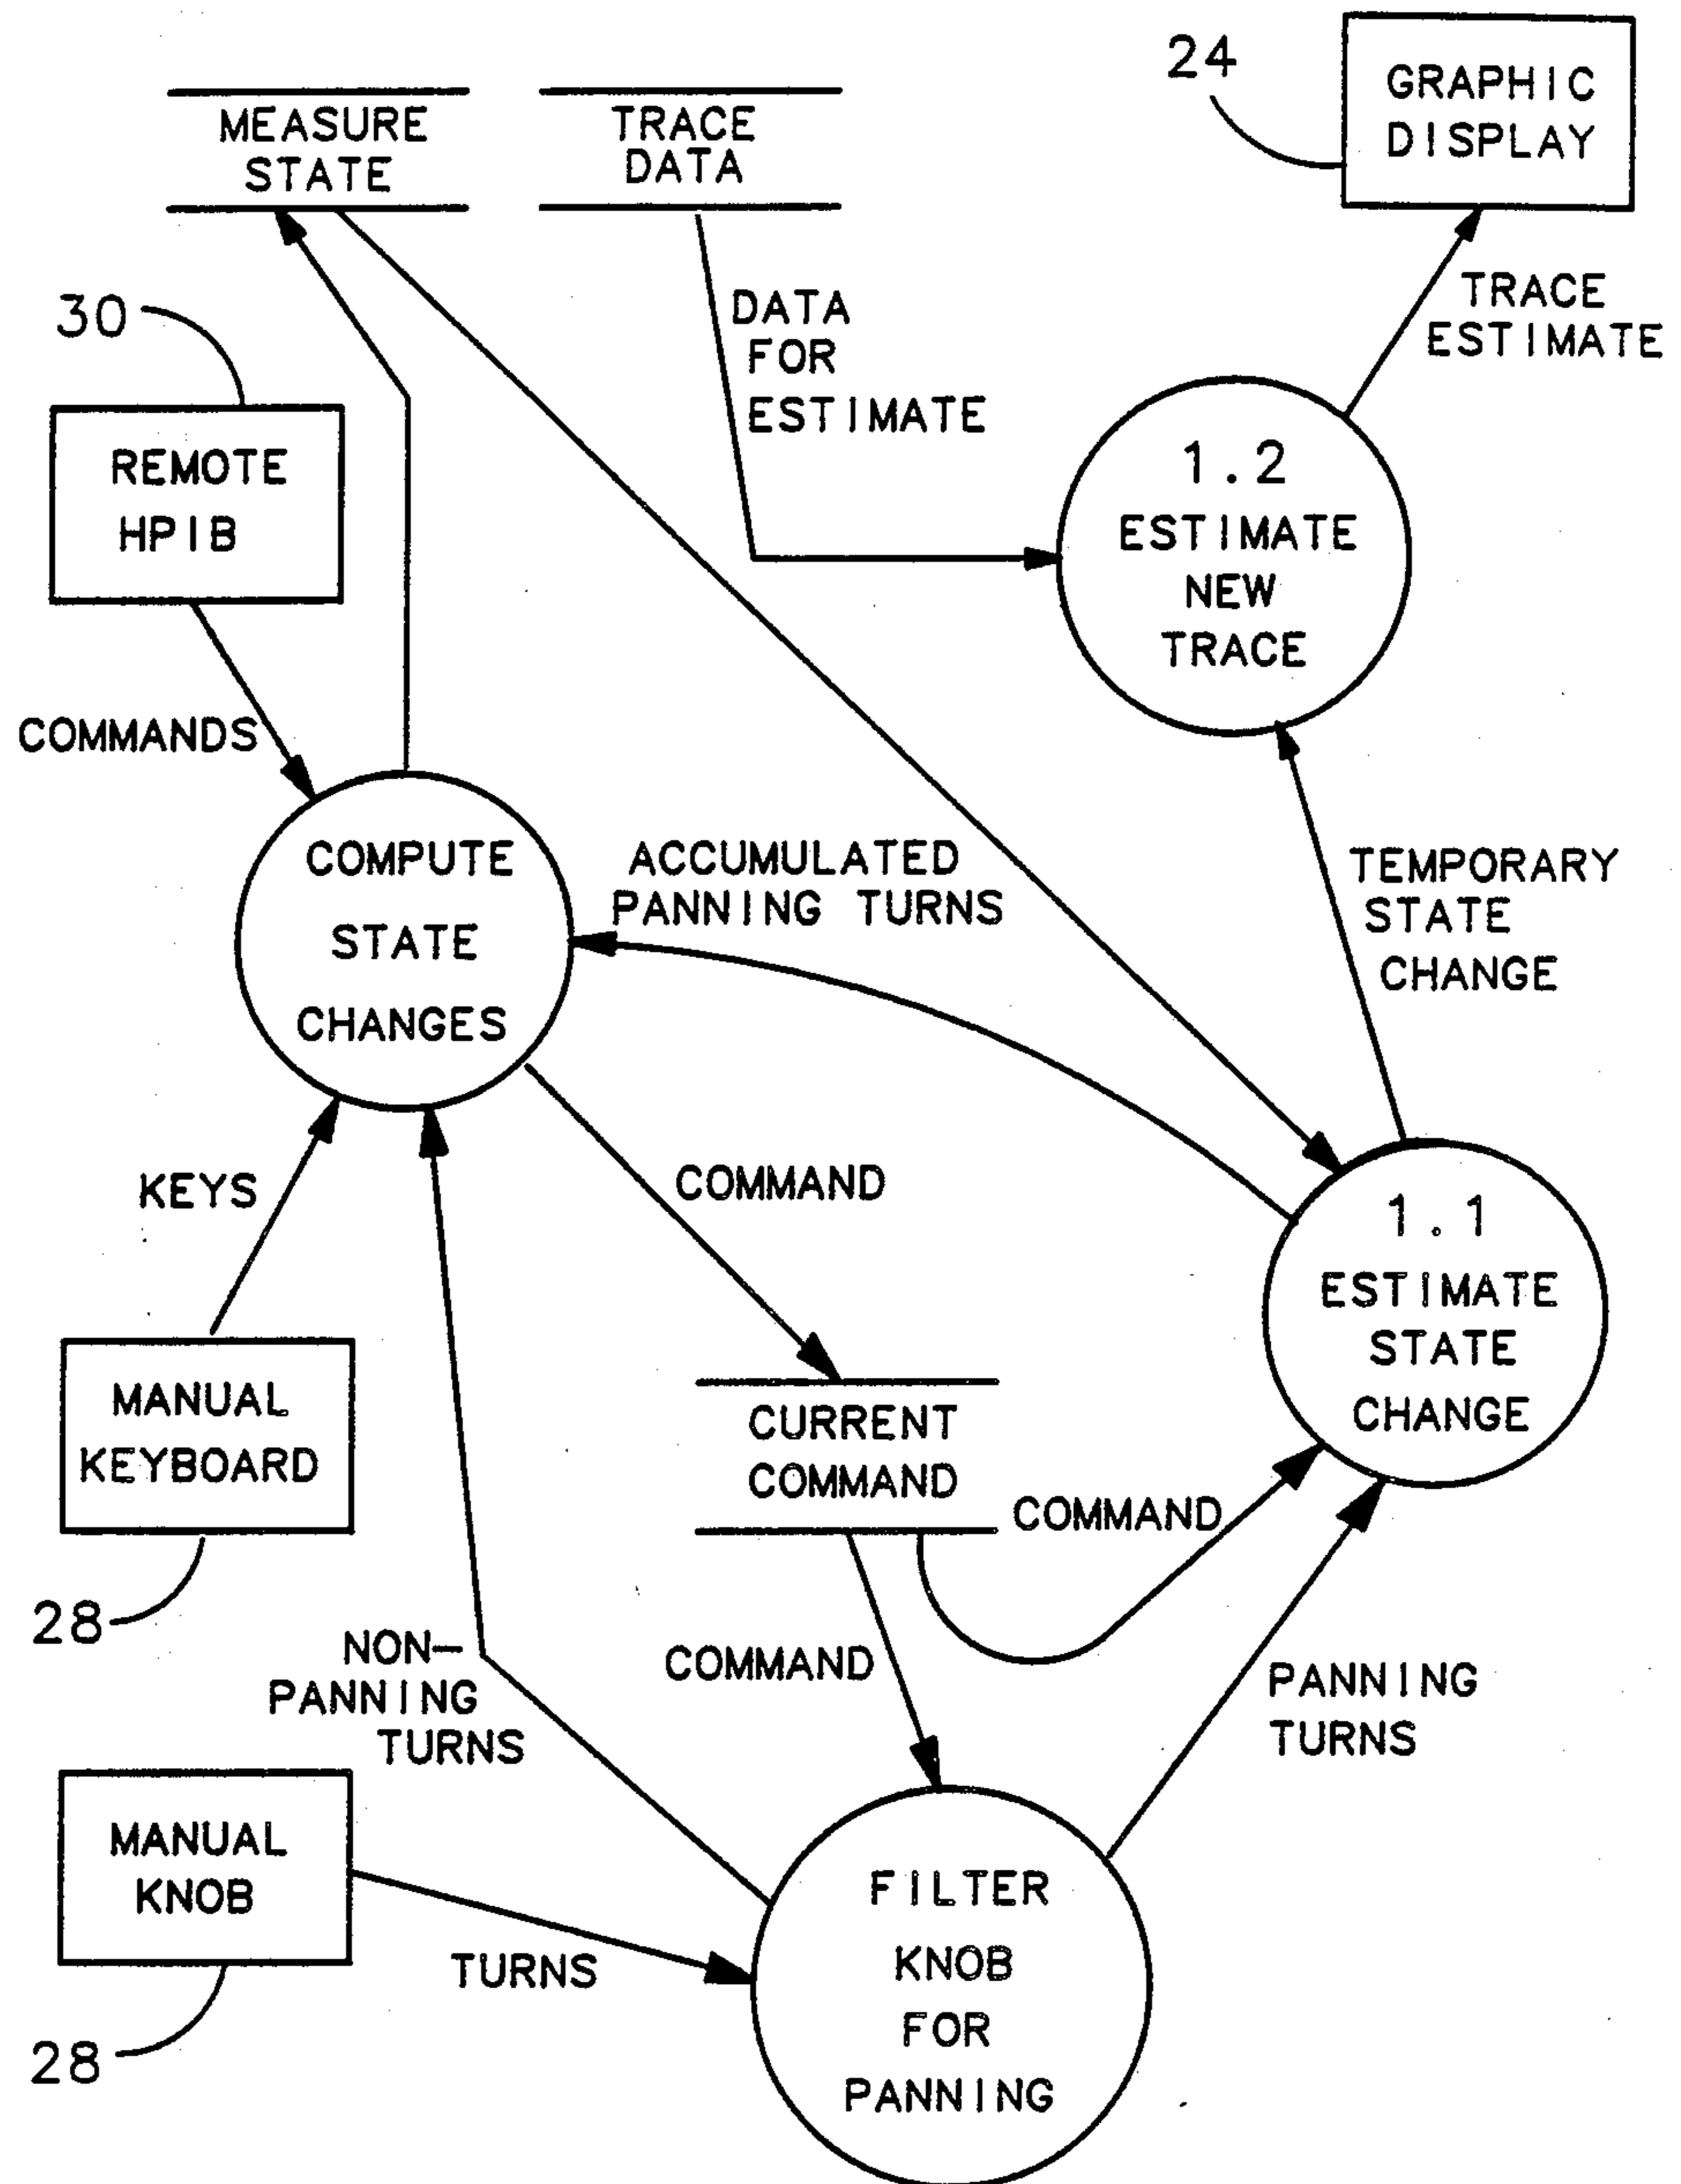 24
GRAPHIC
DISPLAY
MEASURE
STATE
TRACE
DATA
30
DATA
FOR
ESTIMATE
TRACE
ESTIMATE
REMOTE
HPIB
1.2
ESTIMATE
NEW
TRACE
COMMANDS
COMPUTE
STATE
CHANGES
ACCUMULATED
PANNING TURNS
TEMPORARY
STATE
CHANGE
KEYS
COMMAND
1.1
ESTIMATE
STATE
CHANGE
MANUAL
KEYBOARD
CURRENT
COMMAND
COMMAND
28
NON-
PANNING
TURNS
COMMAND
PANNING
TURNS
MANUAL
KNOB
TURNS
FILTER
KNOB
FOR
PANNING
28